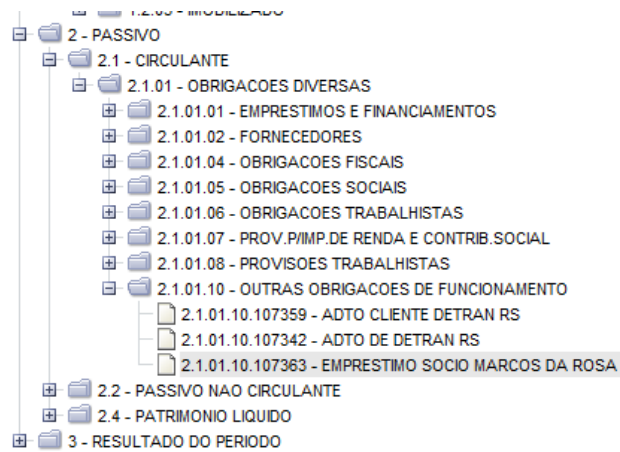 1.2.05 - IMOBILIZADO
2 - PASSIVO
2.1 - CIRCULANTE
2.1.01 - OBRIGACOES DIVERSAS
2.1.01.01 - EMPRESTIMOS E FINANCIAMENTOS
2.1.01.02 - FORNECEDORES
2.1.01.04 - OBRIGACOES FISCAIS
2.1.01.05 - OBRIGACOES SOCIAIS
2.1.01.06 - OBRIGACOES TRABALHISTAS
2.1.01.07 - PROV.P/IMP.DE RENDA E CONTRIB.SOCIAL
2.1.01.08 - PROVISOES TRABALHISTAS
2.1.01.10 - OUTRAS OBRIGACOES DE FUNCIONAMENTO
2.1.01.10.107359 - ADTO CLIENTE DETRAN RS
2.1.01.10.107342 - ADTO DE DETRAN RS
2.1.01.10.107363 - EMPRESTIMO SOCIO MARCOS DA ROSA
2.2 - PASSIVO NAO CIRCULANTE
2.4 - PATRIMONIO LIQUIDO
3 - RESULTADO DO PERIODO